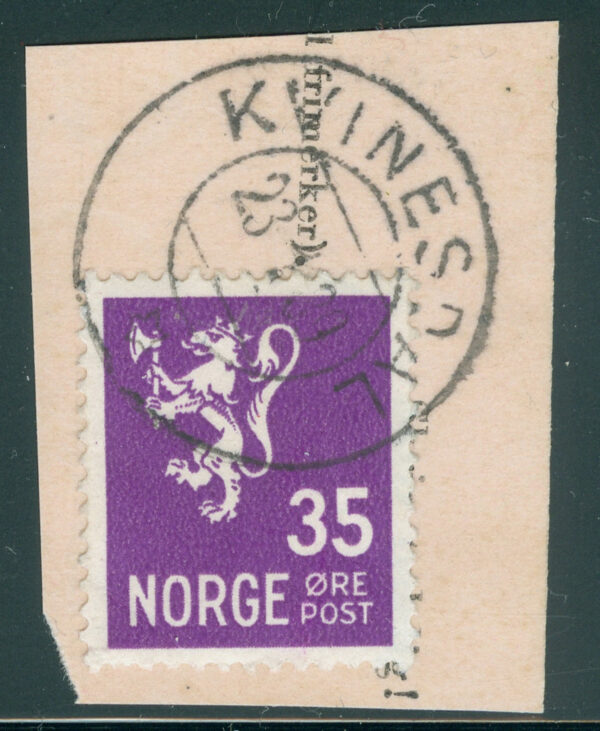 l frimerker).
KVINESDAL
23
35
NORGE ØRE
POST